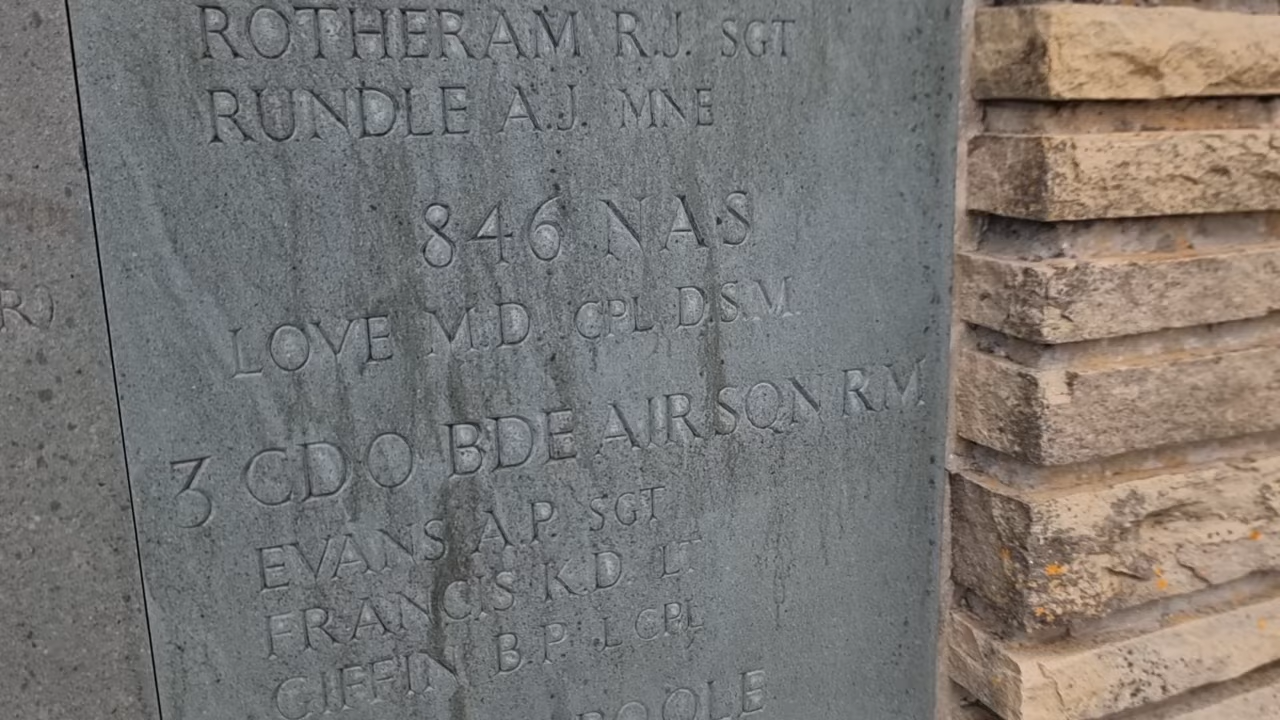 ROTHERAM R.J. SGT
RUNDLE A.J. MNE
846 NAS
LOVE M.D. CPL D.S.M.
3 CDO BDE AIR SQN RM
EVANS A.P. SGT
FRANCIS K.D. LT
GIFFIN B.P. L CPL
POOLE
R)